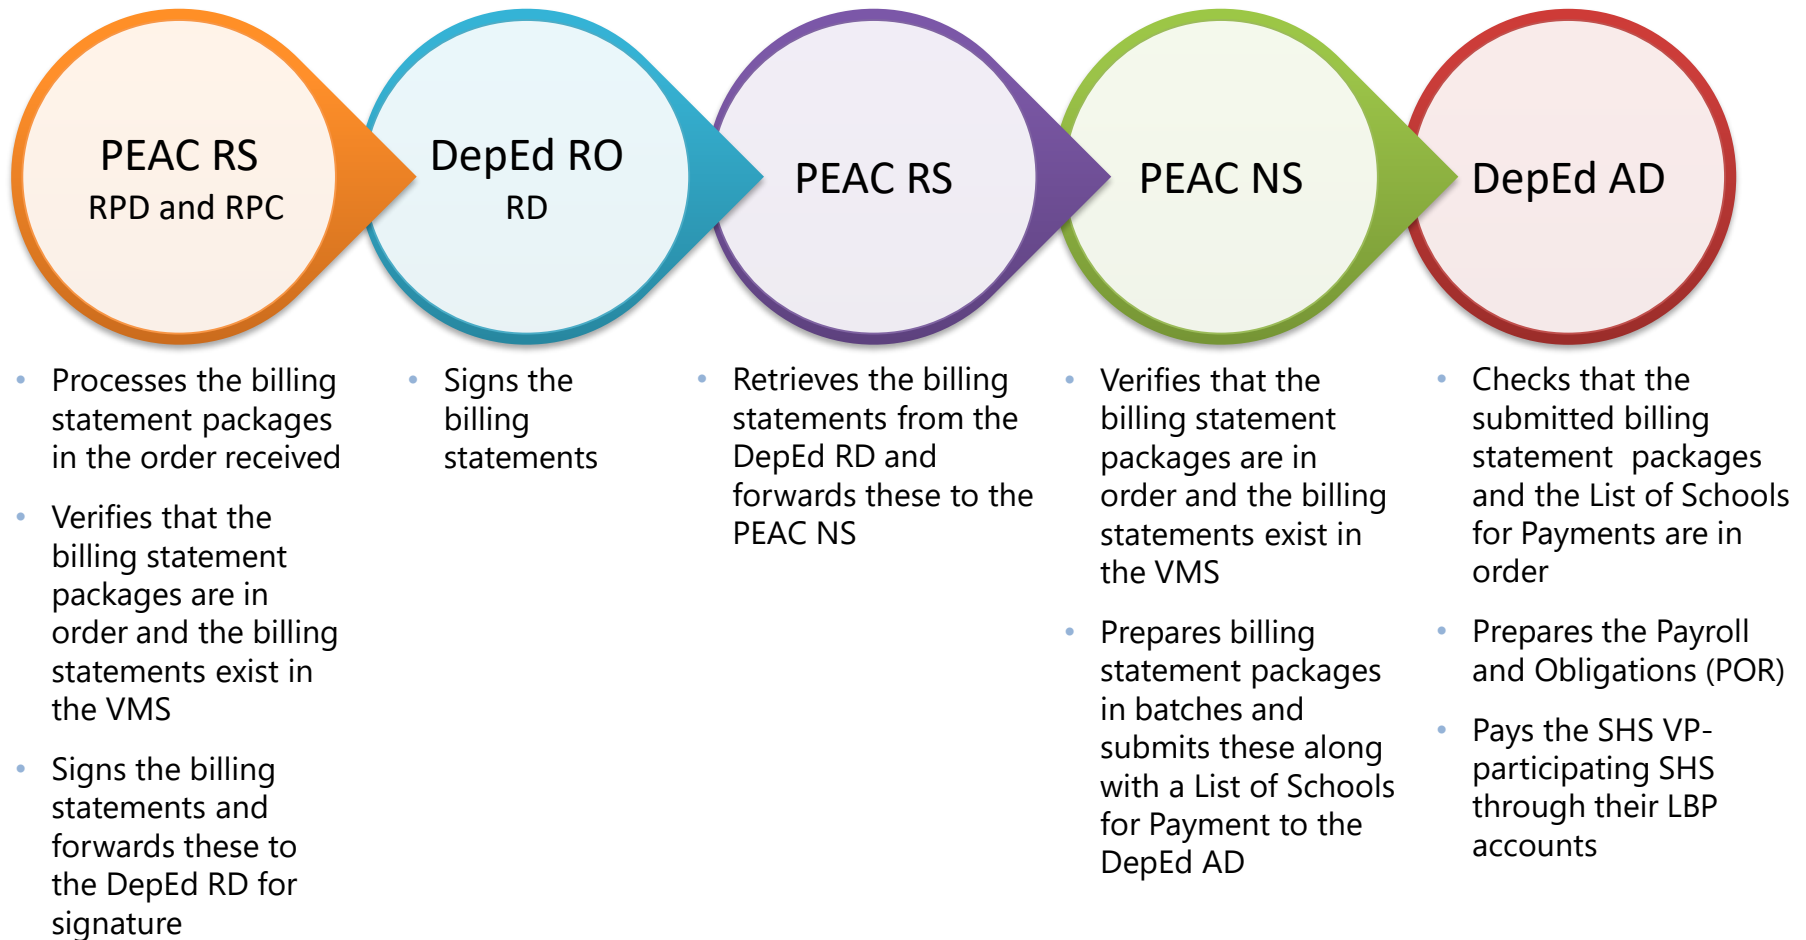 PEAC RS
RPD and RPC
DepEd RO
RD
PEAC RS
PEAC NS
DepEd AD
• Processes the billing
statement packages
in the order received
• Verifies that the
billing statement
packages are in
order and the billing
statements exist in
the VMS
• Signs the billing
statements and
forwards these to
the DepEd RD for
signature
• Signs the
billing
statements
• Retrieves the billing
statements from the
DepEd RD and
forwards these to the
PEAC NS
• Verifies that the
billing statement
packages are in
order and the billing
statements exist in
the VMS
• Prepares billing
statement packages
in batches and
submits these along
with a List of Schools
for Payment to the
DepEd AD
• Checks that the
submitted billing
statement packages
and the List of Schools
for Payments are in
order
• Prepares the Payroll
and Obligations (POR)
• Pays the SHS VP-
participating SHS
through their LBP
accounts